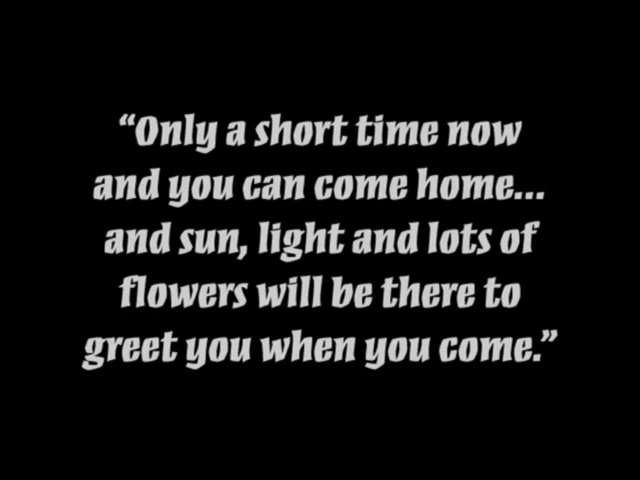 “Only a short time now
and you can come home...
and sun, light and lots of
flowers will be there to
greet you when you come.”